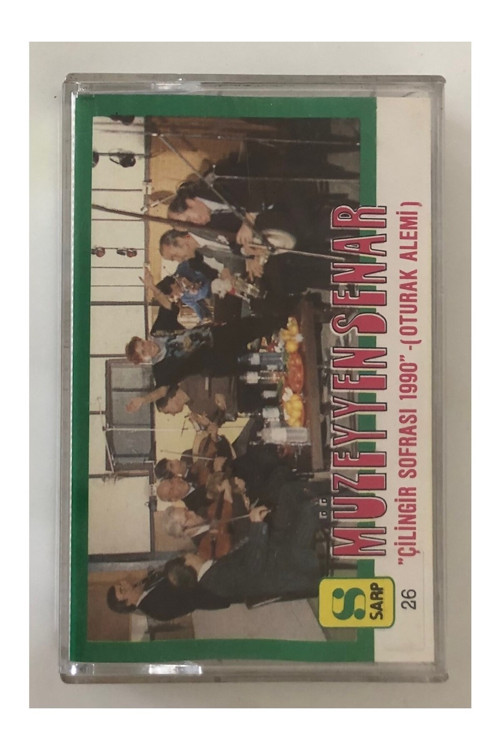 MÜZEYYEN SENAR
"ÇİLİNGİR SOFRASI 1990"-(OTURAK ALEMİ)
S
SARP
26